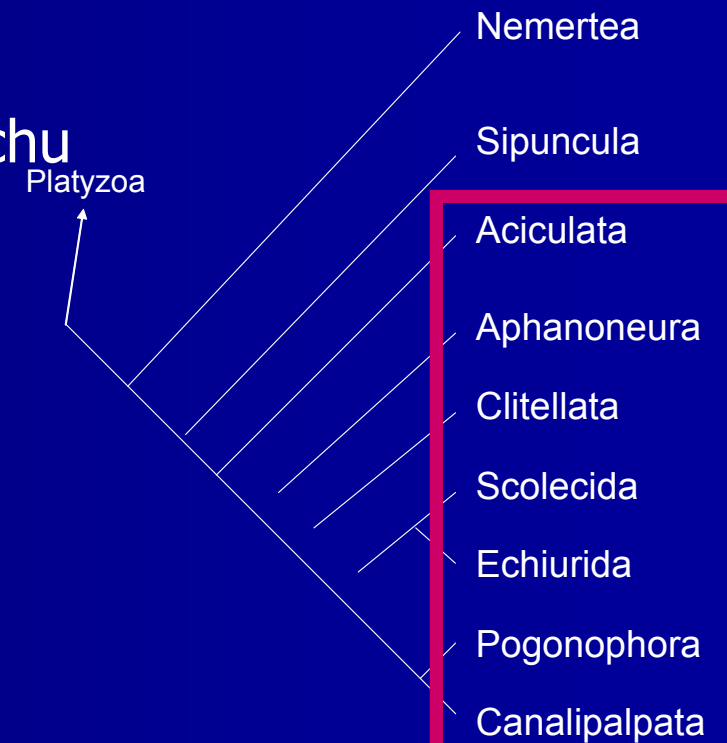 Nemertea
chu
Sipuncula
Platyzoa
Aciculata
Aphanoneura
Clitellata
Scolecida
Echiurida
Pogonophora
Canalipalpata